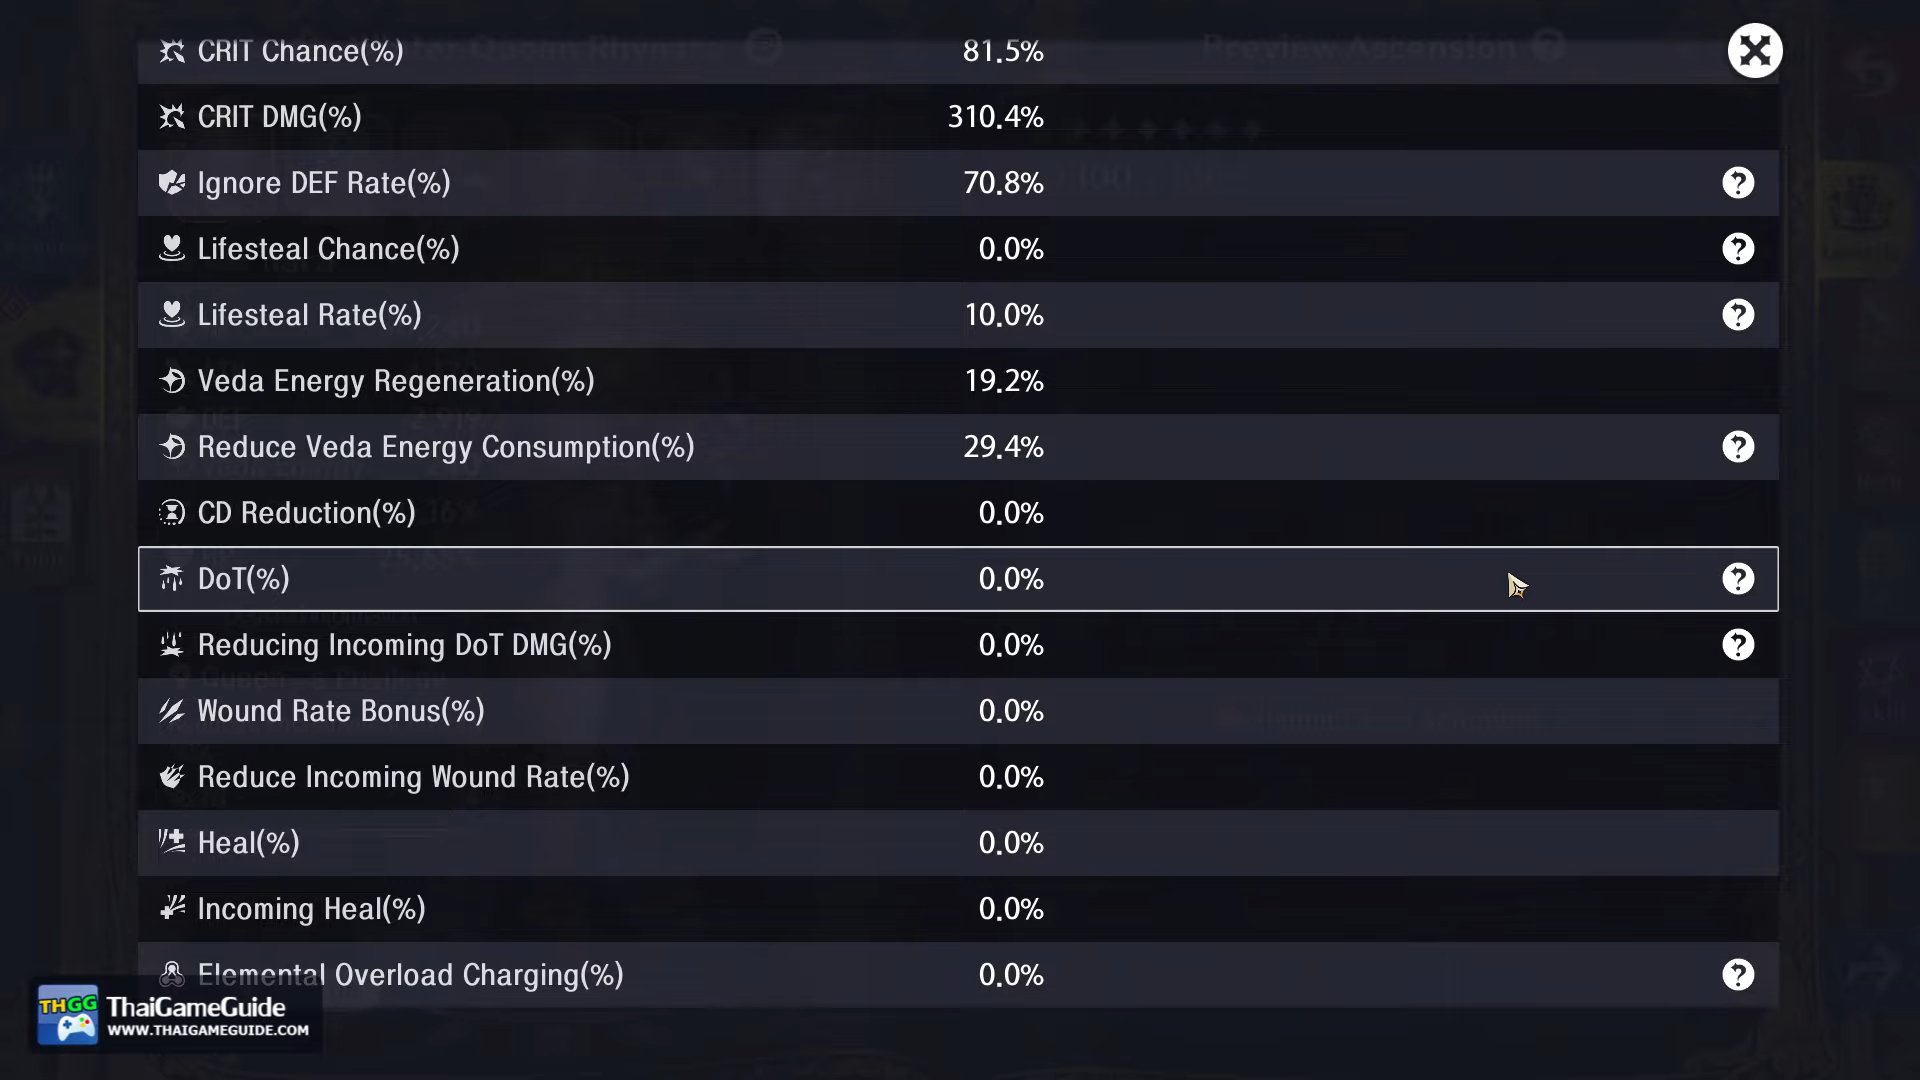 CRIT Chance(%) 81.5%
Preview Ascension
CRIT DMG(%) 310.4%
Ignore DEF Rate(%) 70.8%
Lifesteal Chance(%) 0.0%
Lifesteal Rate(%) 10.0%
Veda Energy Regeneration(%) 19.2%
Reduce Veda Energy Consumption(%) 29.4%
CD Reduction(%) 0.0%
DoT(%) 0.0%
Reducing Incoming DoT DMG(%) 0.0%
Wound Rate Bonus(%) 0.0%
Reduce Incoming Wound Rate(%) 0.0%
Heal(%) 0.0%
Incoming Heal(%) 0.0%
Elemental Overload Charging(%) 0.0%
THGG ThaiGameGuide
WWW.THAIGAMEGUIDE.COM